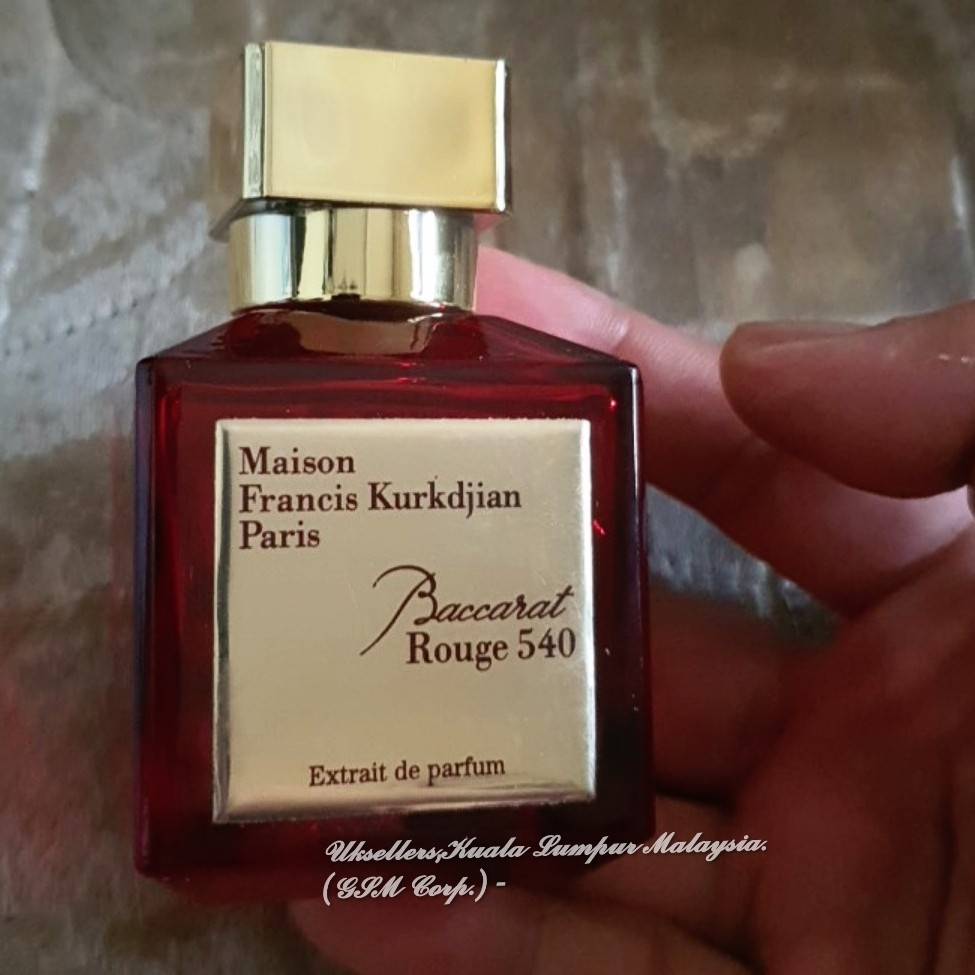 Maison
Francis Kurkdjian
Paris
Baccarat
Rouge 540
Extrait de parfum
Uksellers,Kuala Lumpur Malaysia.
(GSM Corp.) -